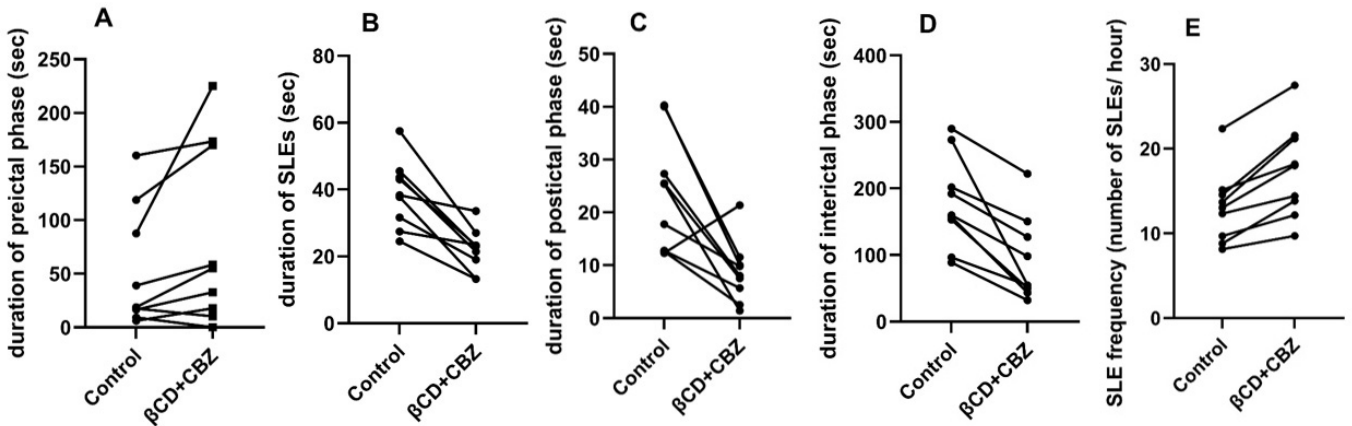 A
duration of preictal phase (sec)
250
200
150
100
50
0
Control
βCD+CBZ
B
duration of SLEs (sec)
80
60
40
20
0
Control
βCD+CBZ
C
duration of postictal phase (sec)
50
40
30
20
10
0
Control
βCD+CBZ
D
duration of interictal phase (sec)
400
300
200
100
0
Control
βCD+CBZ
E
SLE frequency (number of SLEs/ hour)
30
20
10
0
Control
βCD+CBZ